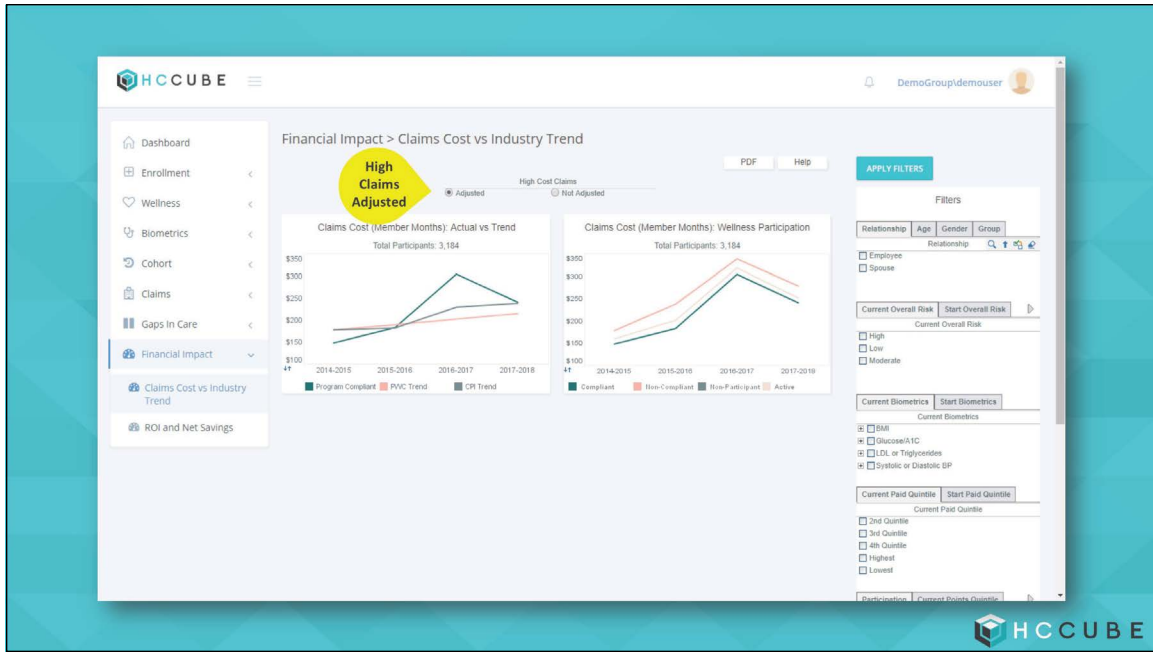 HCCUBE
DemoGroup\demouser
Dashboard
Enrollment
Wellness
Biometrics
Cohort
Claims
Gaps In Care
Financial Impact
Claims Cost vs Industry
Trend
ROI and Net Savings
Financial Impact > Claims Cost vs Industry Trend
PDF Help
High
Claims
Adjusted
High Cost Claims
Adjusted Not Adjusted
Claims Cost (Member Months): Actual vs Trend
Total Participants: 3,184
$350
$300
$250
$200
$150
$100
2014-2015 2015-2016 2016-2017 2017-2018
Program Compliant PWC Trend CPI Trend
Claims Cost (Member Months): Wellness Participation
Total Participants: 3,184
$350
$300
$250
$200
$150
$100
2014-2015 2015-2016 2016-2017 2017-2018
Compliant Non-Compliant Non-Participant Active
APPLY FILTERS
Filters
Relationship Age Gender Group
Relationship
Employee
Spouse
Current Overall Risk Start Overall Risk
Current Overall Risk
High
Low
Moderate
Current Biometrics Start Biometrics
Current Biometrics
BMI
Glucose/A1C
LDL or Triglycerides
Systolic or Diastolic BP
Current Paid Quintile Start Paid Quintile
Current Paid Quintile
2nd Quintile
3rd Quintile
4th Quintile
Highest
Lowest
Participation Current Points Quintile
HCCUBE